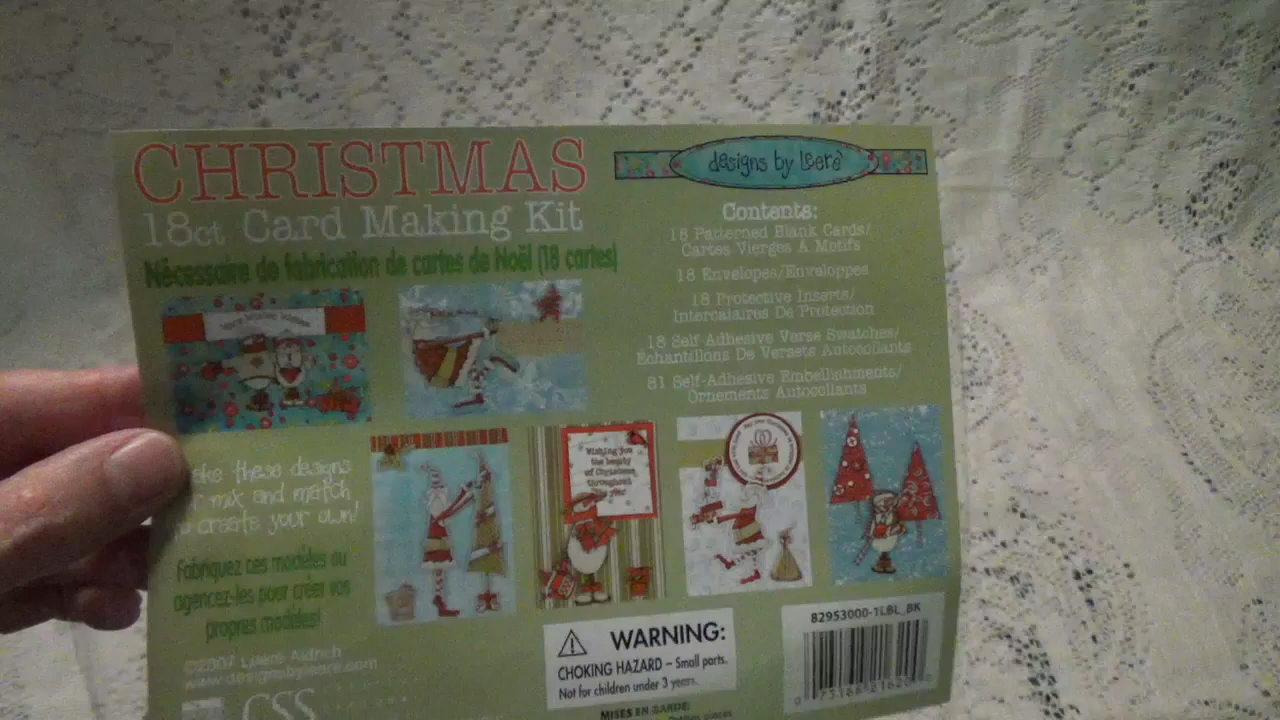 CHRISTMAS
18ct Card Making Kit
Nécessaire de fabrication de cartes de Noël (18 cartes)
designs by Leeré
Contents:
18 Patterned Blank Cards/
Cartes Vierges A Motifs
18 Envelopes/Enveloppes
18 Protective Inserts/
Intercalaires De Protection
18 Self Adhesive Verse Swatches/
Echantillons De Versets Autocollants
81 Self-Adhesive Embellishments/
Ornements Autocollants
Wishing you
the beauty
of Christmas
throughout
the year
these designs
mix and match
create your own!
Fabriquez ces modèles ou
agencez-les pour créer vos
propres modèles!
©2007 Leeré Aldrich
www.designsbyleere.com
CSS
WARNING:
CHOKING HAZARD – Small parts.
Not for children under 3 years.
MISES EN GARDE:
82953000-1LBL_BK